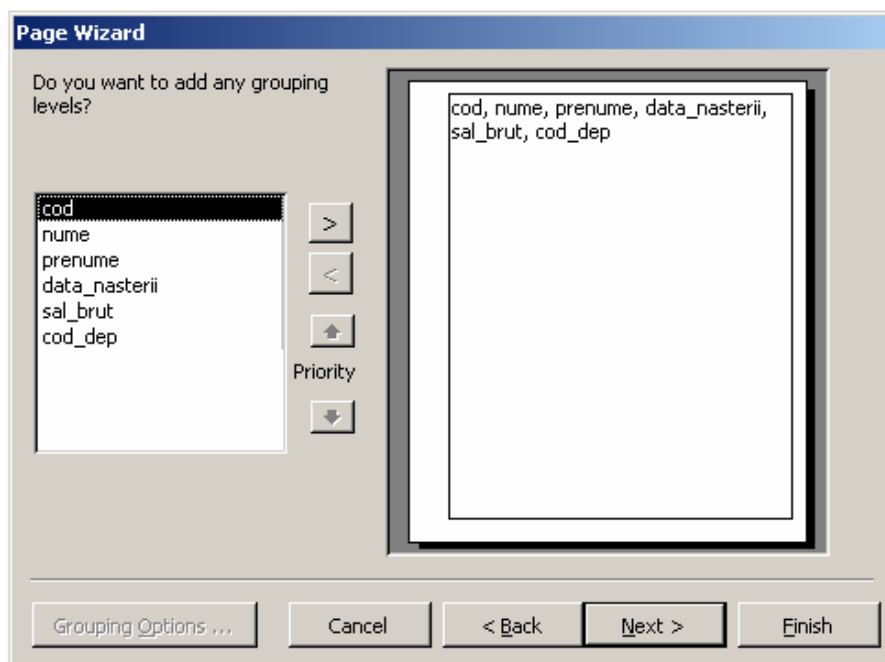 Page Wizard
Do you want to add any grouping
levels?
cod
nume
prenume
data_nasterii
sal_brut
cod_dep
>
<
Priority
cod, nume, prenume, data_nasterii,
sal_brut, cod_dep
Grouping Options ...
Cancel
< Back
Next >
Finish